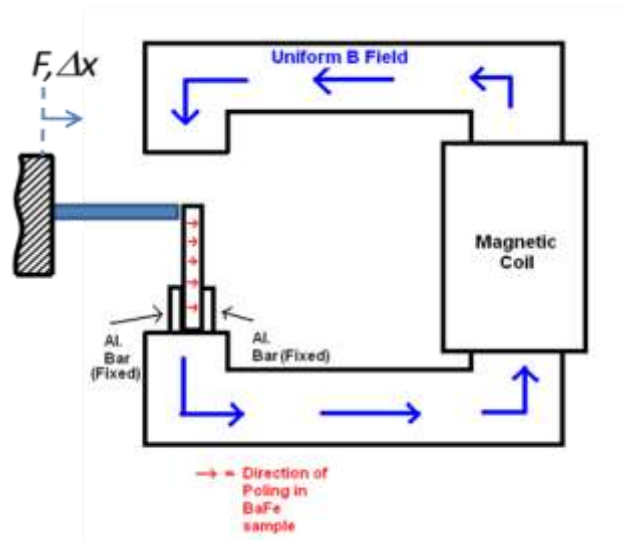 Uniform B Field
F, Δx
Magnetic
Coil
Al.
Bar
(Fixed)
Al.
Bar (Fixed)
→ = Direction of
Poling in
BaFe
sample